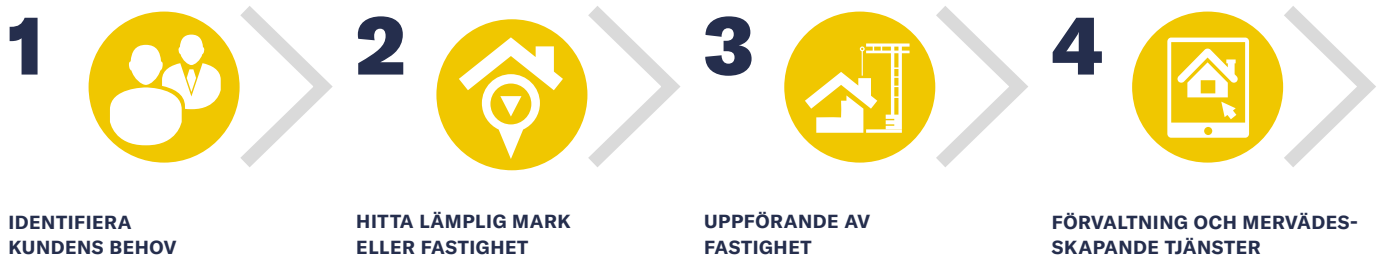 1
IDENTIFIERA
KUNDENS BEHOV
2
HITTA LÄMPLIG MARK
ELLER FASTIGHET
3
UPPFÖRANDE AV
FASTIGHET
4
FÖRVALTNING OCH MERVÄDES-
SKAPANDE TJÄNSTER